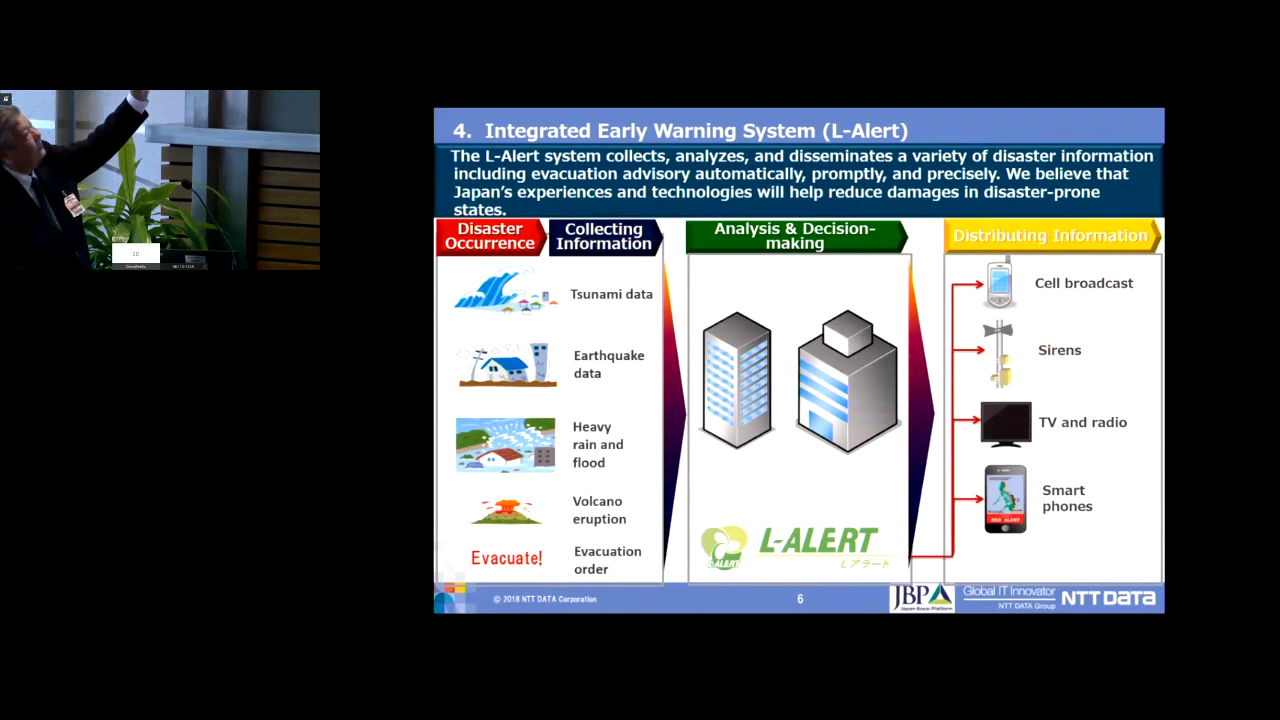 4. Integrated Early Warning System (L-Alert)
The L-Alert system collects, analyzes, and disseminates a variety of disaster information
including evacuation advisory automatically, promptly, and precisely. We believe that
Japan's experiences and technologies will help reduce damages in disaster-prone
states.
Disaster
Occurrence
Collecting
Information
Analysis & Decision-
making
Distributing Information
Tsunami data
Earthquake
data
Heavy
rain and
flood
Volcano
eruption
Evacuate!
Evacuation
order
L-ALERT
L-ALERT
Lアラート
Cell broadcast
Sirens
TV and radio
Smart
phones
RED ALERT
© 2018 NTT DATA Corporation
6
JBP
Japan Bosai Platform
Global IT Innovator
NTT DATA Group
NTT DATA